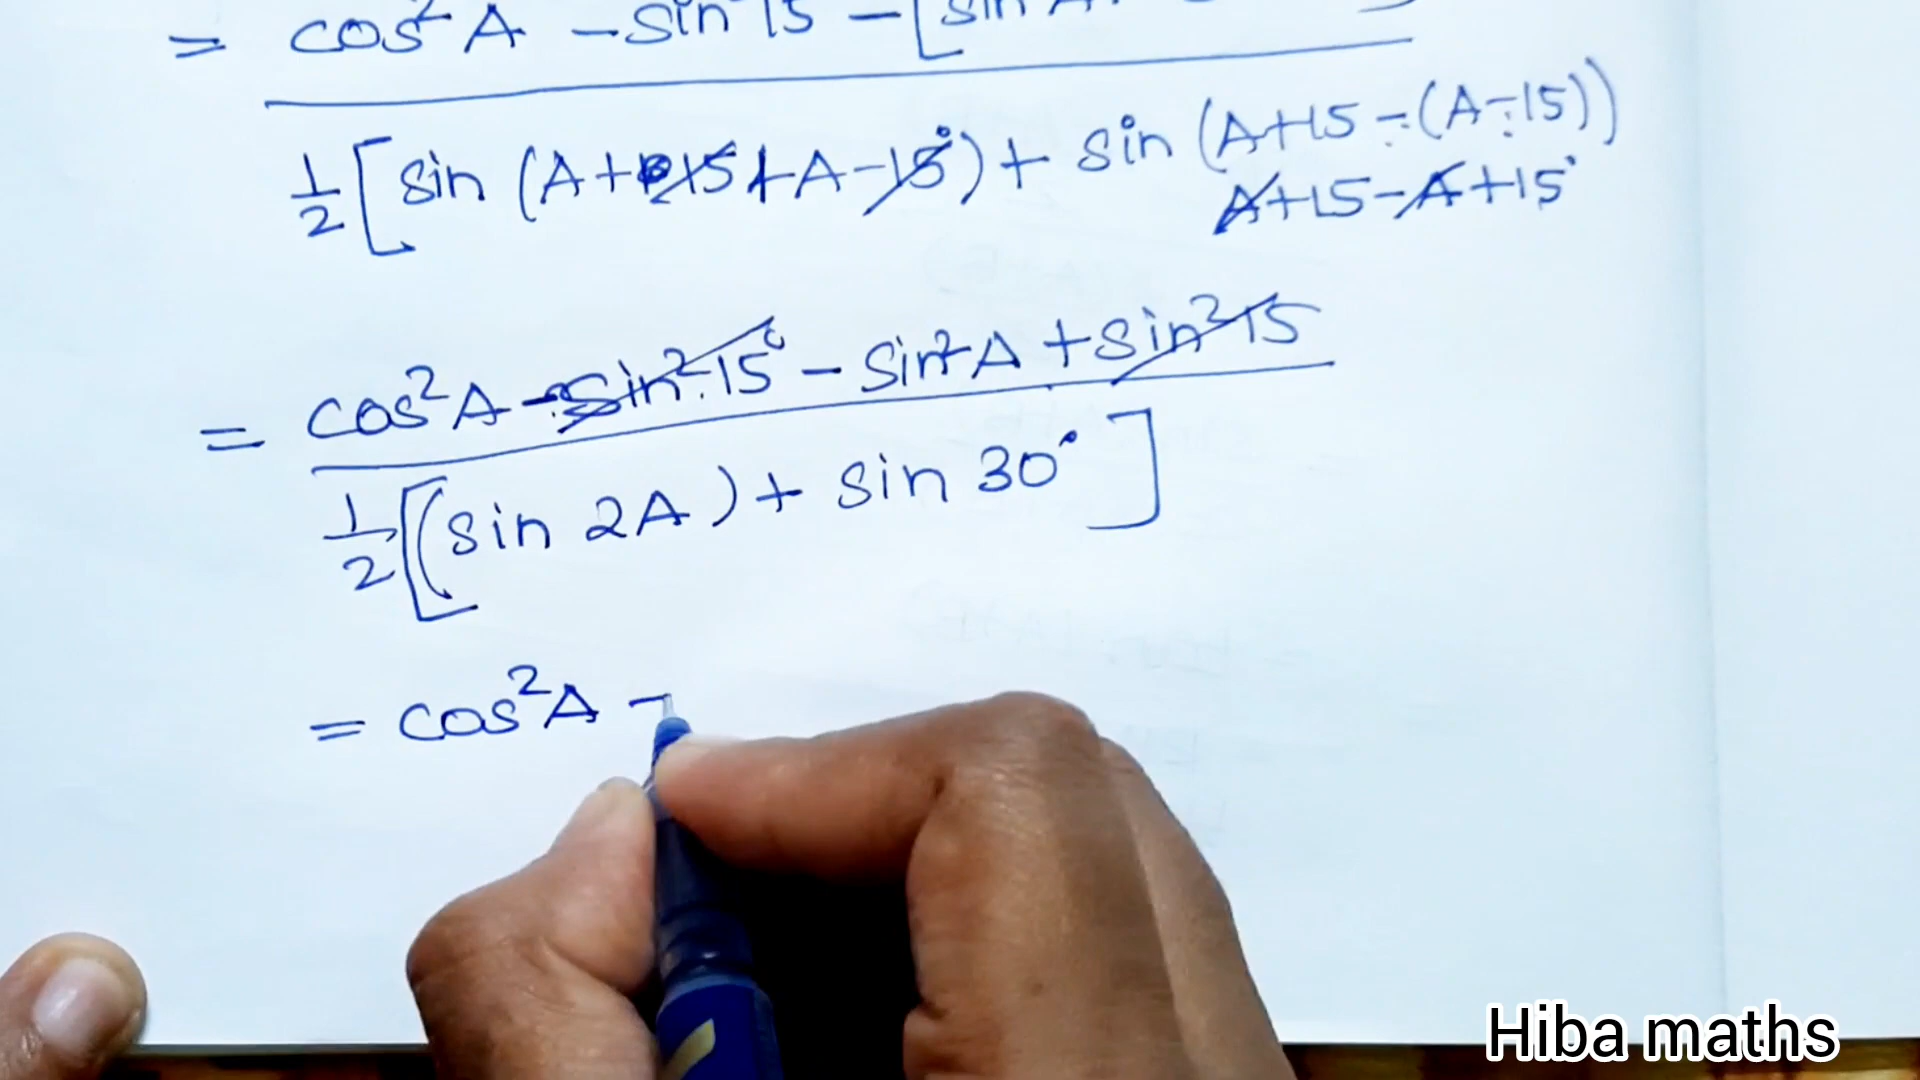 = cos²A - sin²15 - [sin
1/2 [sin (A+15+A-15°) + sin (A+15-(A-15))
A+15-A+15°
= cos²A - sin²15° - sin²A + sin²15
1/2 [(sin 2A) + sin 30°]
= cos²A -
Hiba maths